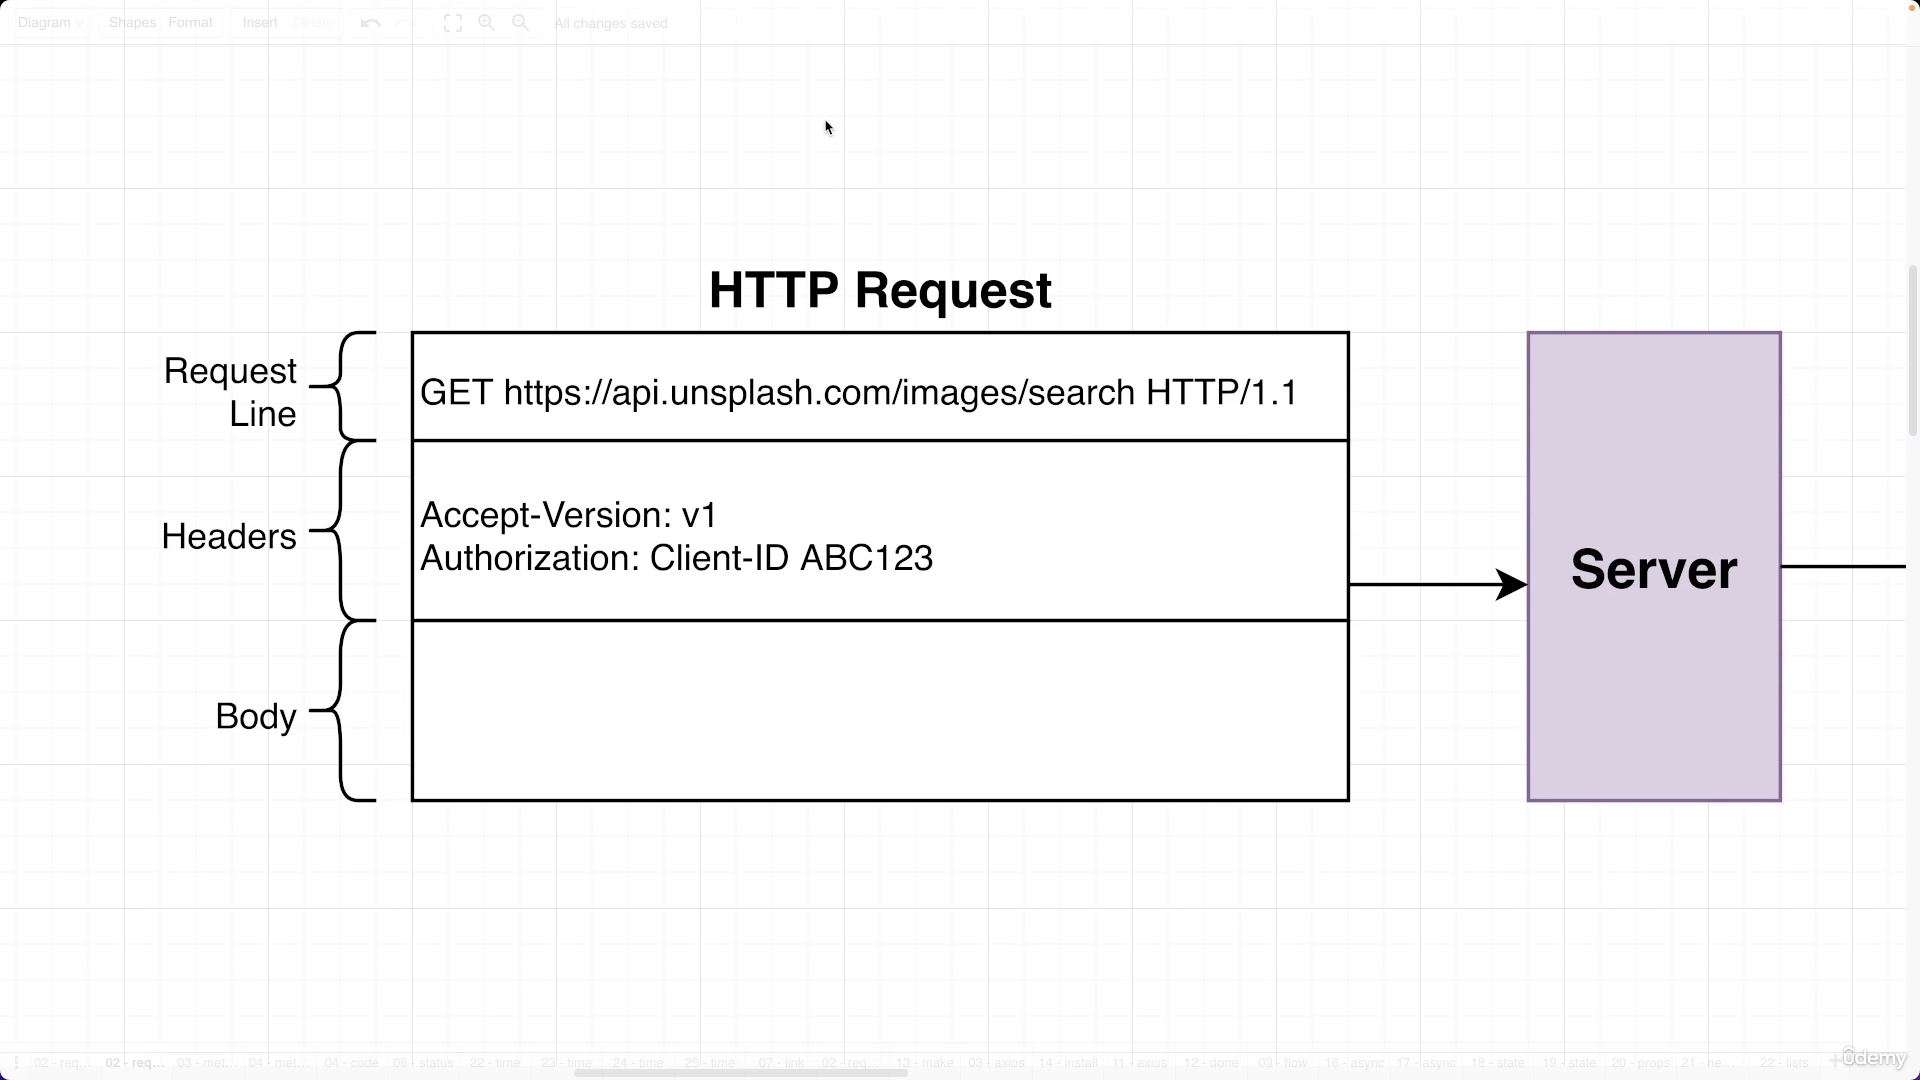 Diagram Shapes Format Insert Delete All changes saved
HTTP Request
Request
Line
GET https://api.unsplash.com/images/search HTTP/1.1
Headers
Accept-Version: v1
Authorization: Client-ID ABC123
Body
Server
02 - req... 02 - req... 03 - met... 04 - met... 04 - code 06 - status 22 - time 23 - time 24 - time 25 - time 07 - link 02 - req... 13 - make 03 - axios 14 - install 11 - axios 12 - done 03 - flow 16 - async 17 - async 18 - state 19 - state 20 - props 21 - ne... 22 - lists
ûdemy